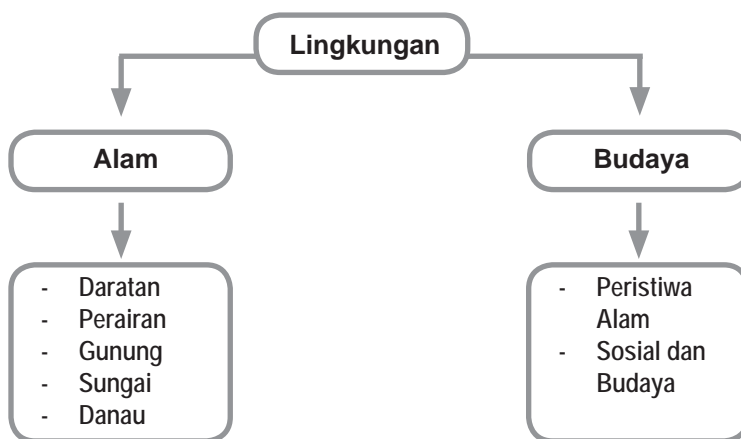 Lingkungan
Alam
Budaya
- Daratan
- Perairan
- Gunung
- Sungai
- Danau
- Peristiwa
Alam
- Sosial dan
Budaya